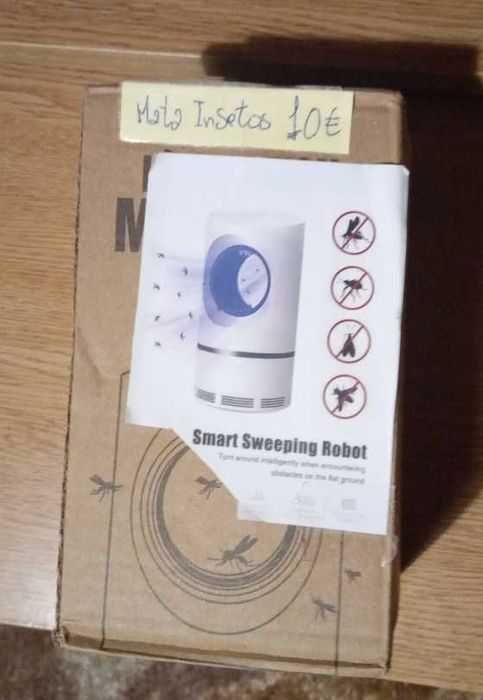 Mata Insetos 10€
M
Smart Sweeping Robot
Turn around intelligently when encountering
obstacles on the flat ground